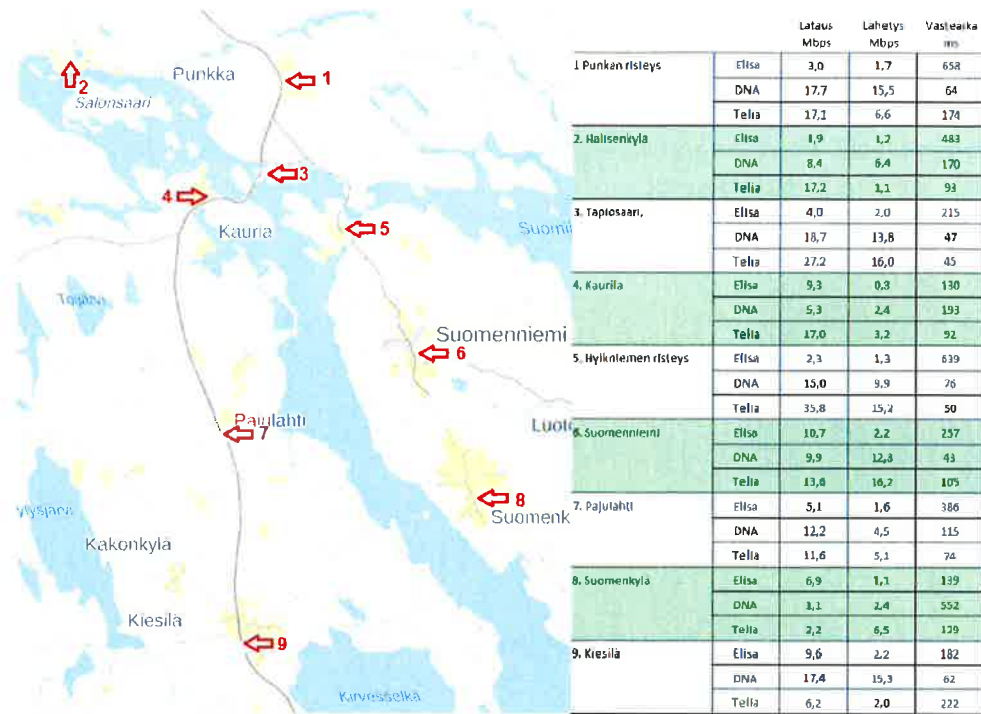 Punkka
1
2
Salonsaari
3
4
Kauria
5
Suomenniemi
6
Pajulahti
7
8
Kakonkylä
Kiesilä
9
Kirvesselkä
Lataus Lähetys Vasteaika
Mbps Mbps ms
1 Punkan risteys Elisa 3,0 1,7 658
DNA 17,7 15,5 64
Telia 17,1 6,6 174
2. Halisenkylä Elisa 1,9 1,2 483
DNA 8,4 6,4 170
Telia 17,2 1,1 93
3. Tapiosaari, Elisa 4,0 2,0 215
DNA 18,7 13,8 47
Telia 27,2 16,0 45
4. Kaurila Elisa 9,3 0,8 130
DNA 5,3 2,4 193
Telia 17,0 3,2 92
5. Hyikniemen risteys Elisa 2,3 1,3 639
DNA 15,0 9,9 76
Telia 35,8 15,2 50
6. Suomenniemi Elisa 10,7 2,2 257
DNA 9,9 12,8 43
Telia 13,6 16,2 105
7. Pajulahti Elisa 5,1 1,6 386
DNA 12,2 4,5 115
Telia 11,6 5,1 74
8. Suomenkylä Elisa 6,9 1,1 139
DNA 1,1 2,4 552
Telia 2,2 6,5 129
9. Kiesilä Elisa 9,6 2,2 182
DNA 17,4 15,3 62
Telia 6,2 2,0 222